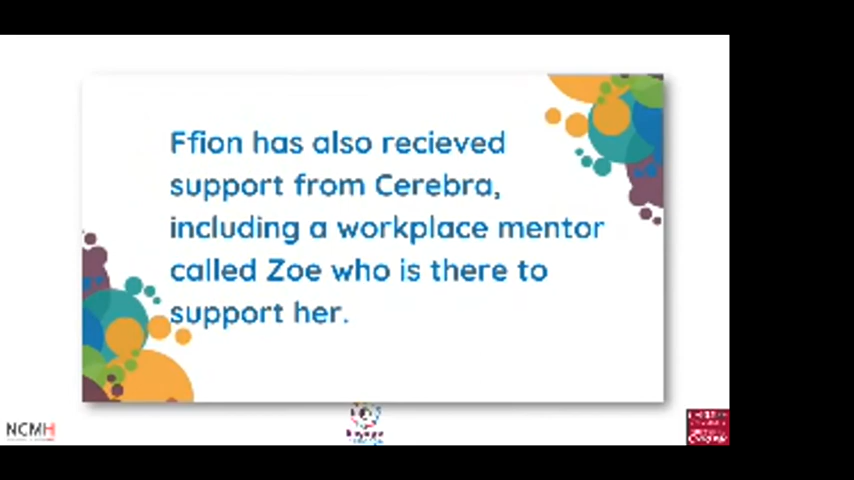 Ffion has also recieved
support from Cerebra,
including a workplace mentor
called Zoe who is there to
support her.
NCMH